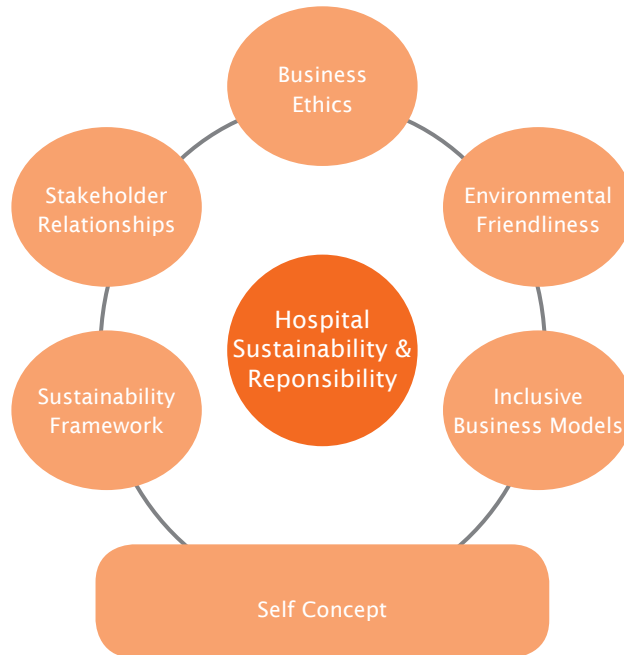 Business
Ethics
Stakeholder
Relationships
Environmental
Friendliness
Hospital
Sustainability &
Reponsibility
Sustainability
Framework
Inclusive
Business Models
Self Concept